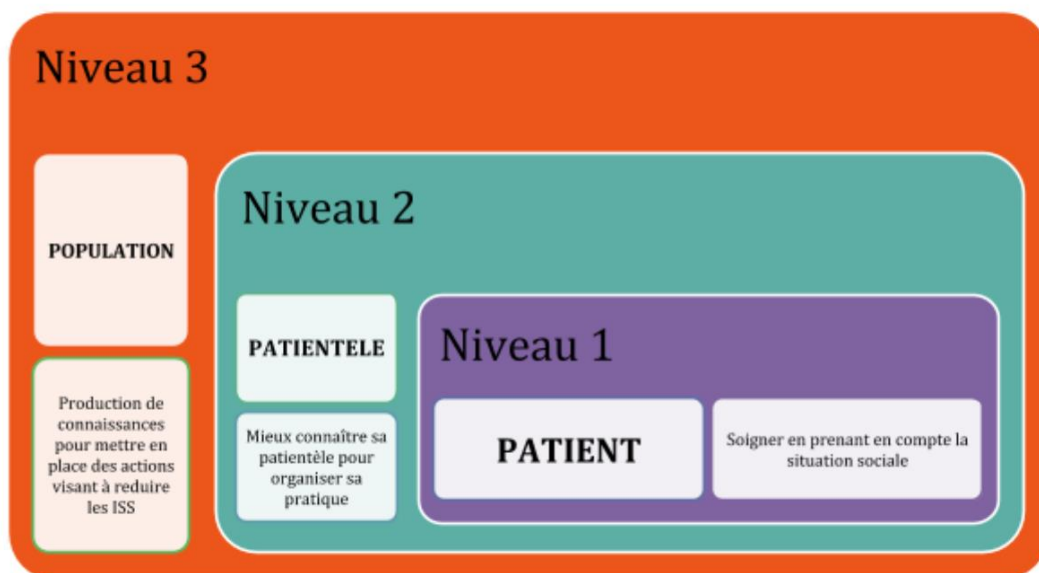 Niveau 3
POPULATION
Production de
connaissances
pour mettre en
place des actions
visant à reduire
les ISS
Niveau 2
PATIENTELE
Mieux connaître sa
patientèle pour
organiser sa
pratique
Niveau 1
PATIENT
Soigner en prenant en compte la
situation sociale